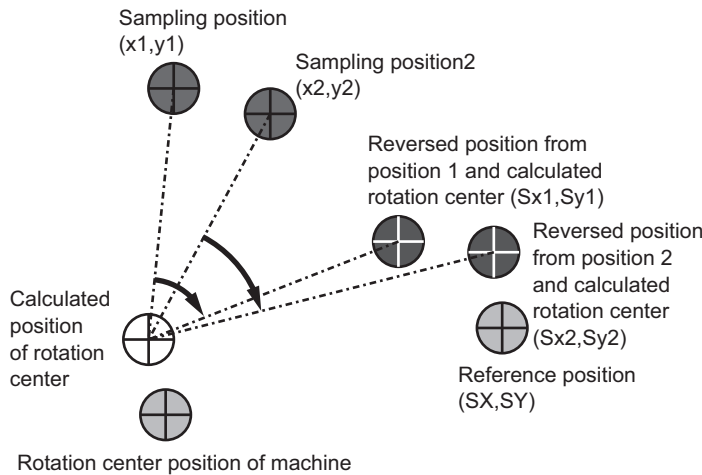 Sampling position
(x1,y1)
Sampling position2
(x2,y2)
Reversed position from
position 1 and calculated
rotation center (Sx1,Sy1)
Reversed position
from position 2
and calculated
rotation center
(Sx2,Sy2)
Calculated
position
of rotation
center
Reference position
(SX,SY)
Rotation center position of machine